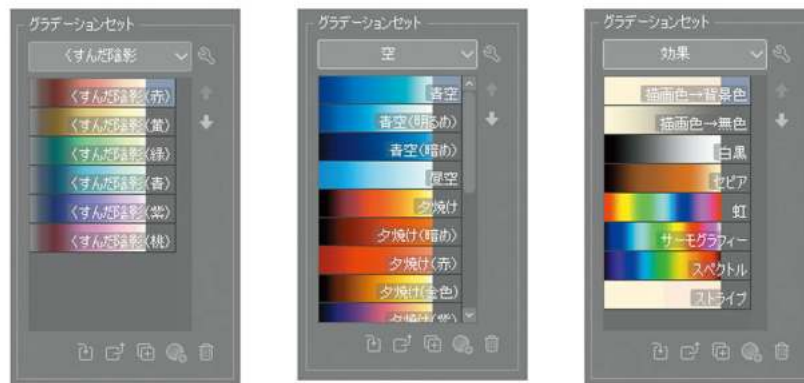 グラデーションセット
くすんだ陰影
くすんだ陰影(赤)
くすんだ陰影(黄)
くすんだ陰影(緑)
くすんだ陰影(青)
くすんだ陰影(紫)
くすんだ陰影(桃)
グラデーションセット
空
青空
青空(明るめ)
青空(暗め)
昼空
夕焼け
夕焼け(暗め)
夕焼け(赤)
夕焼け(金色)
夕焼け(紫)
グラデーションセット
効果
描画色→背景色
描画色→無色
白黒
セピア
虹
サーモグラフィー
スペクトル
ストライプ